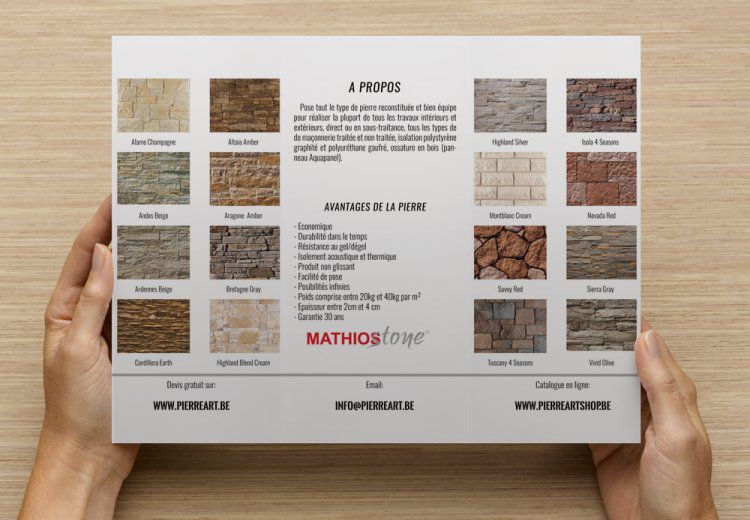 Alamo Champagne
Altaia Amber
Andes Beige
Aragone Amber
Ardennes Beige
Bretagne Gray
Cordillera Earth
Highland Blend Cream
A PROPOS
Pose tout le type de pierre reconstituée et bien équipe
pour réaliser la plupart de tous les travaux intérieurs et
extérieurs, direct ou en sous-traitance, tous les types de
de maçonnerie traitée et non traitée, isolation polystyrène
graphité et polyuréthane gaufré, ossature en bois (pan-
neau Aquapanel).
AVANTAGES DE LA PIERRE
- Economique
- Durabilité dans le temps
- Résistance au gel/dégel
- Isolement acoustique et thermique
- Produit non glissant
- Facilité de pose
- Posibilités infinies
- Poids comprise entre 20kg et 40kg par m²
- Epaisseur entre 2cm et 4 cm
- Garantie 30 ans
MATHIOS stone
Highland Silver
Isola 4 Seasons
Montblanc Cream
Nevada Red
Savoy Red
Sierra Gray
Tuscany 4 Seasons
Vivid Olive
Devis gratuit sur:
WWW.PIERREART.BE
Email:
INFO@PIERREART.BE
Catalogue en ligne:
WWW.PIERREARTSHOP.BE